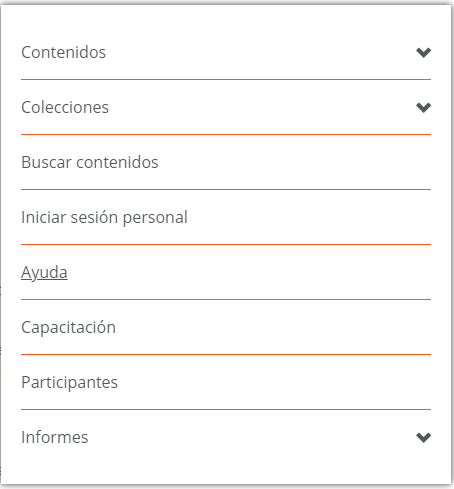 Contenidos
Colecciones
Buscar contenidos
Iniciar sesión personal
Ayuda
Capacitación
Participantes
Informes